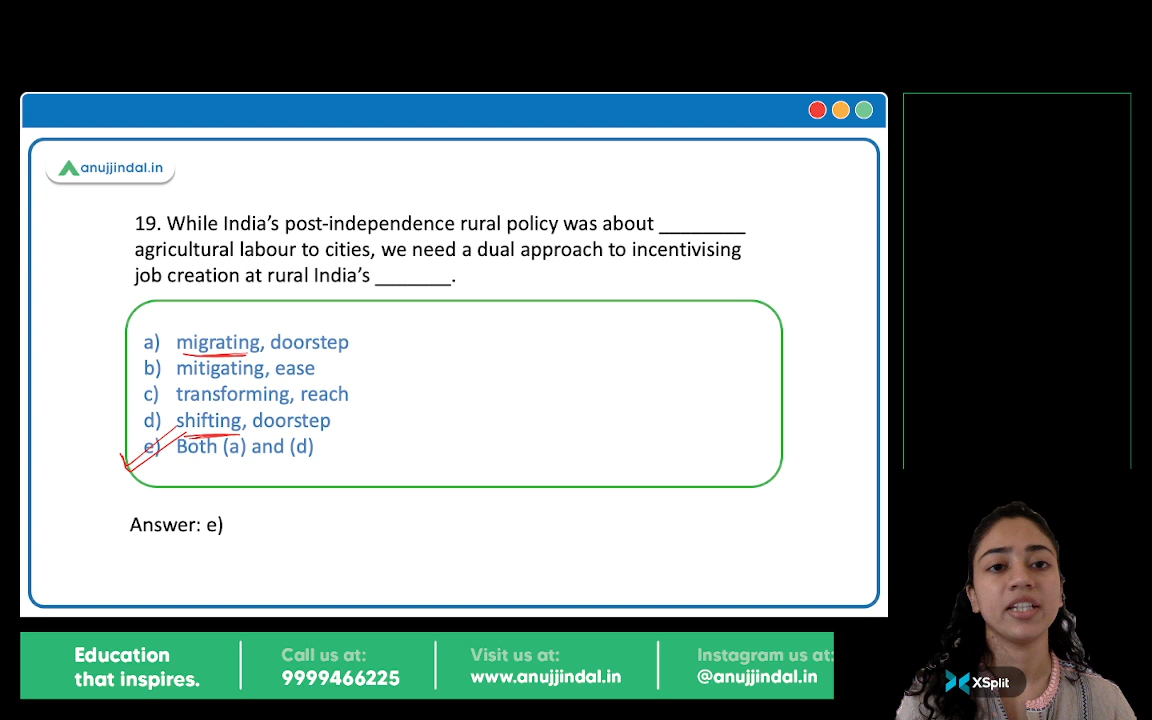 anujjindal.in
19. While India’s post-independence rural policy was about ________
agricultural labour to cities, we need a dual approach to incentivising
job creation at rural India’s _______.
a) migrating, doorstep
b) mitigating, ease
c) transforming, reach
d) shifting, doorstep
e) Both (a) and (d)
Answer: e)
Education
that inspires.
Call us at:
9999466225
Visit us at:
www.anujjindal.in
Instagram us at:
@anujjindal.in
XSplit